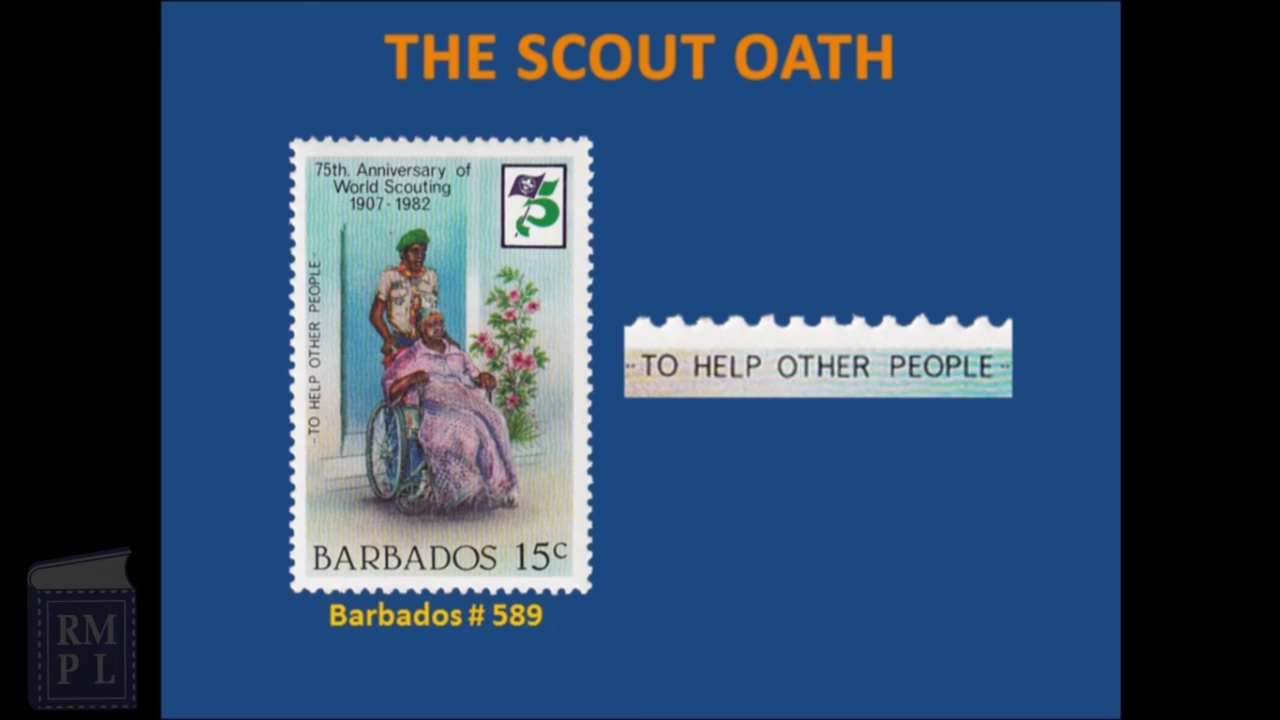 THE SCOUT OATH
75th. Anniversary of
World Scouting
1907 - 1982
- TO HELP OTHER PEOPLE -
BARBADOS 15c
Barbados # 589
- TO HELP OTHER PEOPLE -
RM
P L